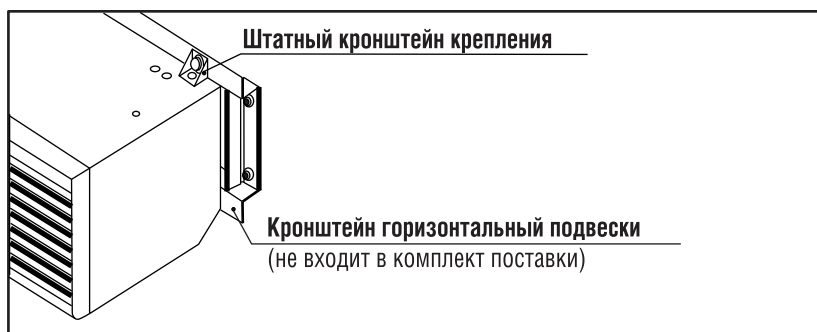 Штатный кронштейн крепления
Кронштейн горизонтальный подвески
(не входит в комплект поставки)